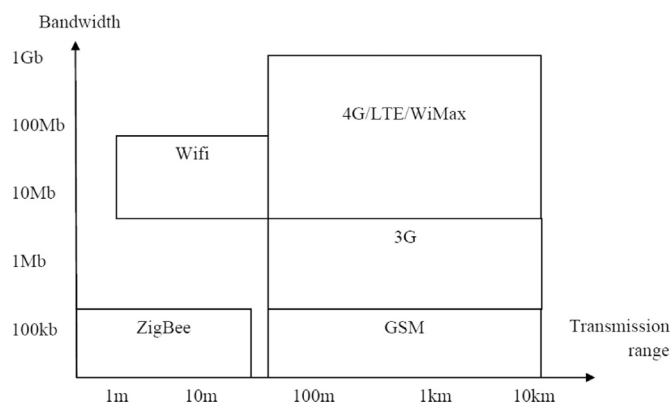 Bandwidth
1Gb
4G/LTE/WiMax
100Mb
Wifi
10Mb
3G
1Mb
ZigBee
GSM
100kb
Transmission
range
1m
10m
100m
1km
10km